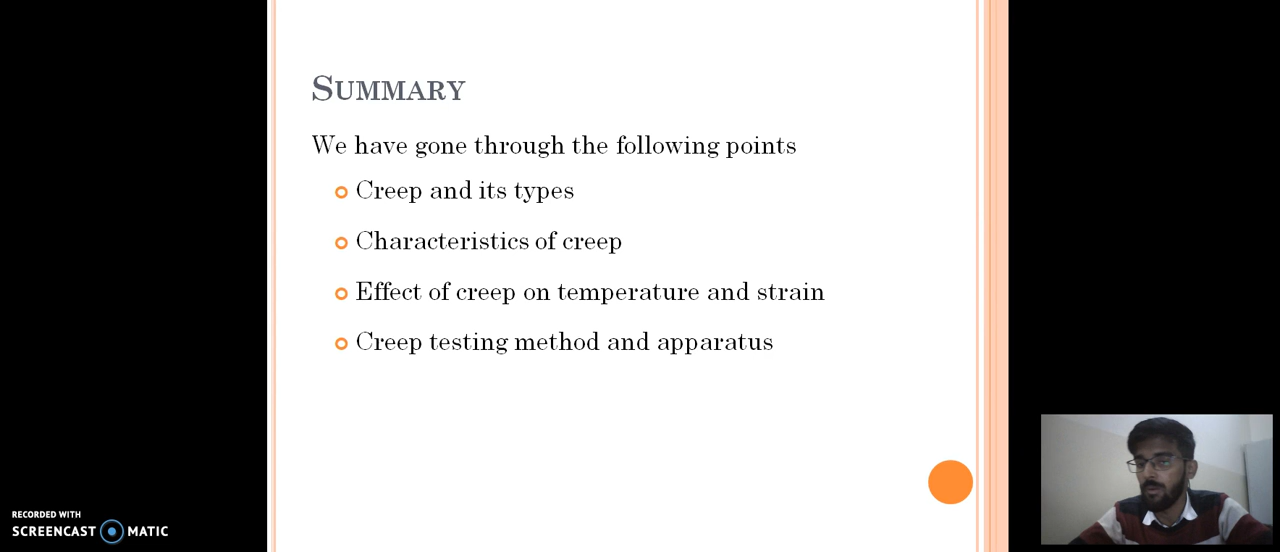 SUMMARY
We have gone through the following points
Creep and its types
Characteristics of creep
Effect of creep on temperature and strain
Creep testing method and apparatus
RECORDED WITH
SCREENCAST MATIC